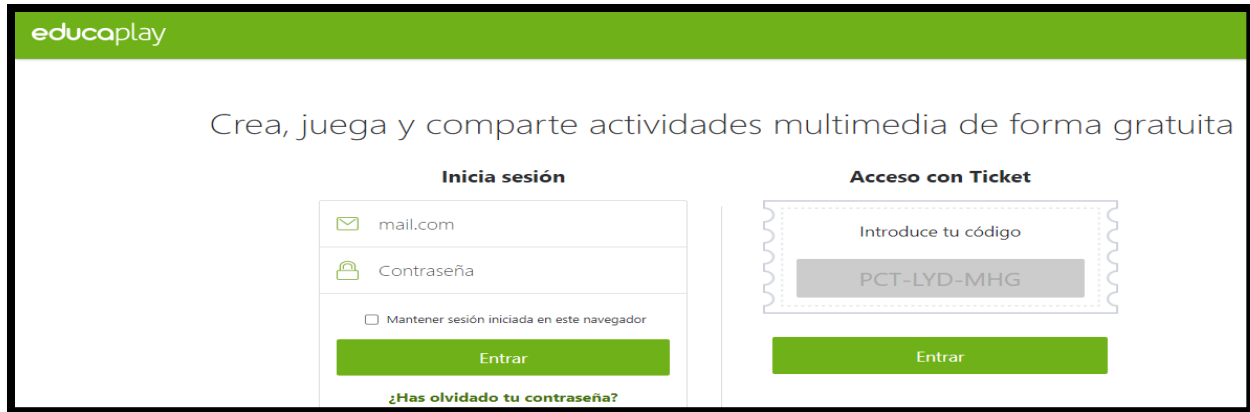 educaplay
Crea, juega y comparte actividades multimedia de forma gratuita
Inicia sesión
mail.com
Contraseña
Mantener sesión iniciada en este navegador
Entrar
¿Has olvidado tu contraseña?
Acceso con Ticket
Introduce tu código
PCT-LYD-MHG
Entrar